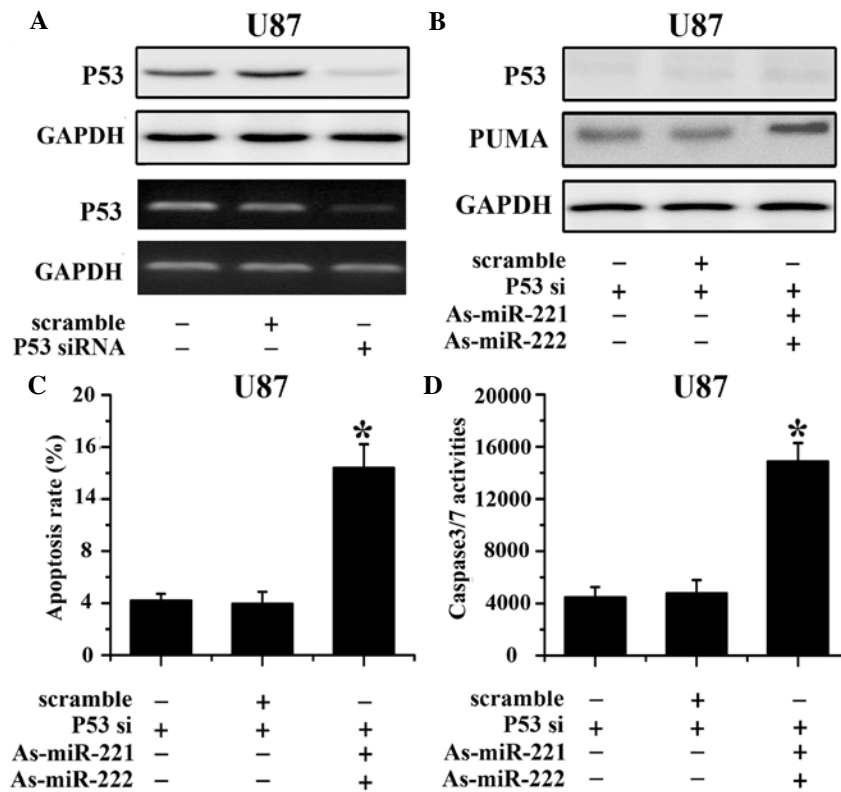 A
U87
P53
GAPDH
P53
GAPDH
scramble – + –
P53 siRNA – – +
B
U87
P53
PUMA
GAPDH
scramble – + –
P53 si + + +
As-miR-221 – – +
As-miR-222 – – +
C
U87
Apoptosis rate (%)
20
16
14
8
4
0
*
scramble – + –
P53 si + + +
As-miR-221 – – +
As-miR-222 – – +
D
U87
Caspase3/7 activities
20000
16000
12000
8000
4000
0
*
scramble – + –
P53 si + + +
As-miR-221 – – +
As-miR-222 – – +